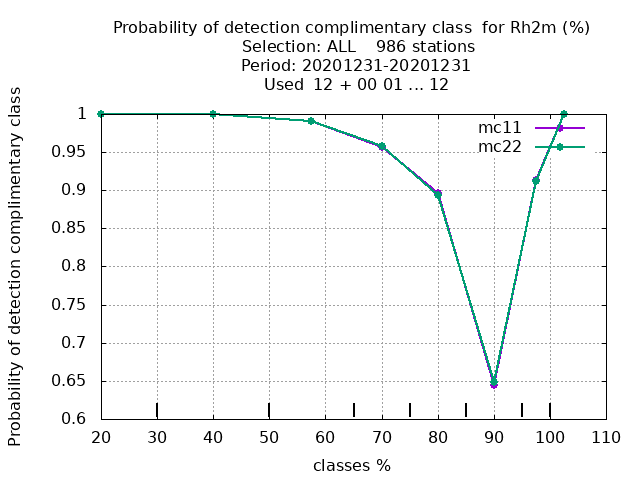 Probability of detection complimentary class  for Rh2m (%)
Selection: ALL    986 stations
Period: 20201231-20201231
Used  12 + 00 01 ... 12
Probability of detection complimentary class
1
0.95
0.9
0.85
0.8
0.75
0.7
0.65
0.6
mc11
mc22
20 30 40 50 60 70 80 90 100 110
classes %